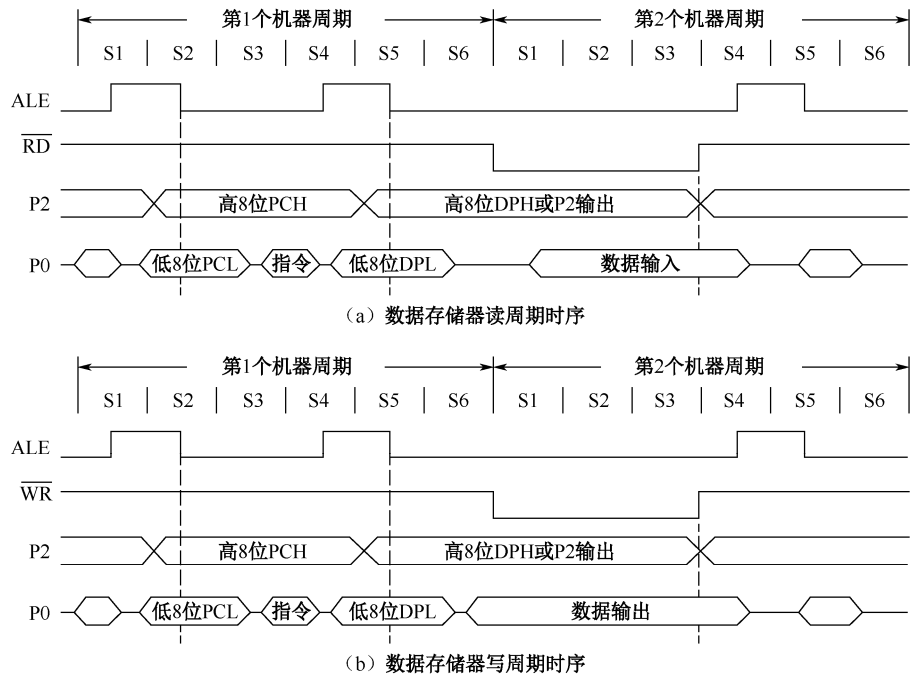 第1个机器周期 第2个机器周期
S1 S2 S3 S4 S5 S6 S1 S2 S3 S4 S5 S6
ALE
RD
P2 高8位PCH 高8位DPH或P2输出
P0 低8位PCL 指令 低8位DPL 数据输入
（a）数据存储器读周期时序
第1个机器周期 第2个机器周期
S1 S2 S3 S4 S5 S6 S1 S2 S3 S4 S5 S6
ALE
WR
P2 高8位PCH 高8位DPH或P2输出
P0 低8位PCL 指令 低8位DPL 数据输出
（b）数据存储器写周期时序